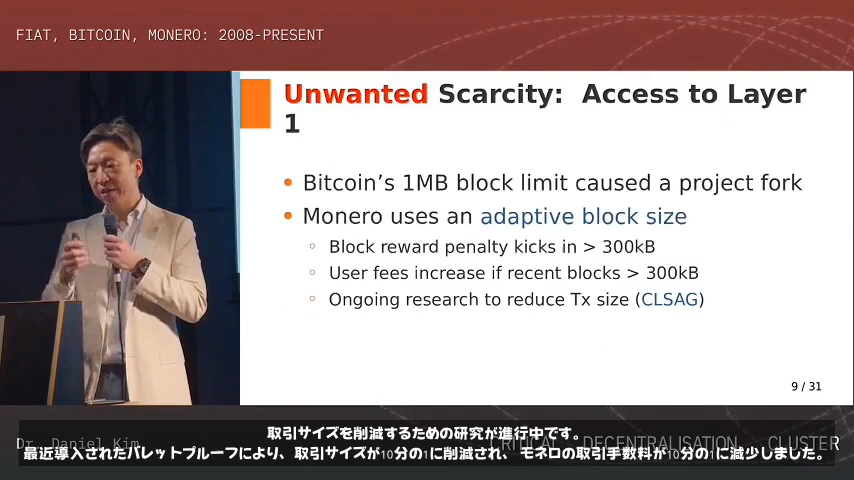 FIAT, BITCOIN, MONERO: 2008-PRESENT
Unwanted Scarcity: Access to Layer
1
• Bitcoin's 1MB block limit caused a project fork
• Monero uses an adaptive block size
○ Block reward penalty kicks in > 300kB
○ User fees increase if recent blocks > 300kB
○ Ongoing research to reduce Tx size (CLSAG)
9 / 31
Dr. Daniel Kim
CRITICAL DECENTRALISATION CLUSTER
取引サイズを削減するための研究が進行中です。
最近導入されたバレットプルーフにより、取引サイズが10分の1に削減され、モネロの取引手数料が10分の1に減少しました。